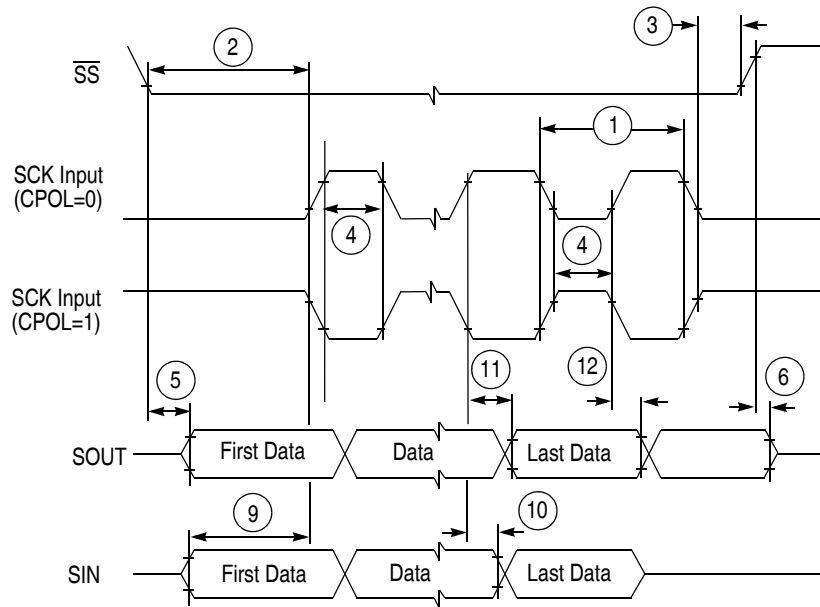 3
2
SS
1
SCK Input
(CPOL=0)
4
4
SCK Input
(CPOL=1)
5
11
12
6
SOUT
First Data
Data
Last Data
9
10
SIN
First Data
Data
Last Data